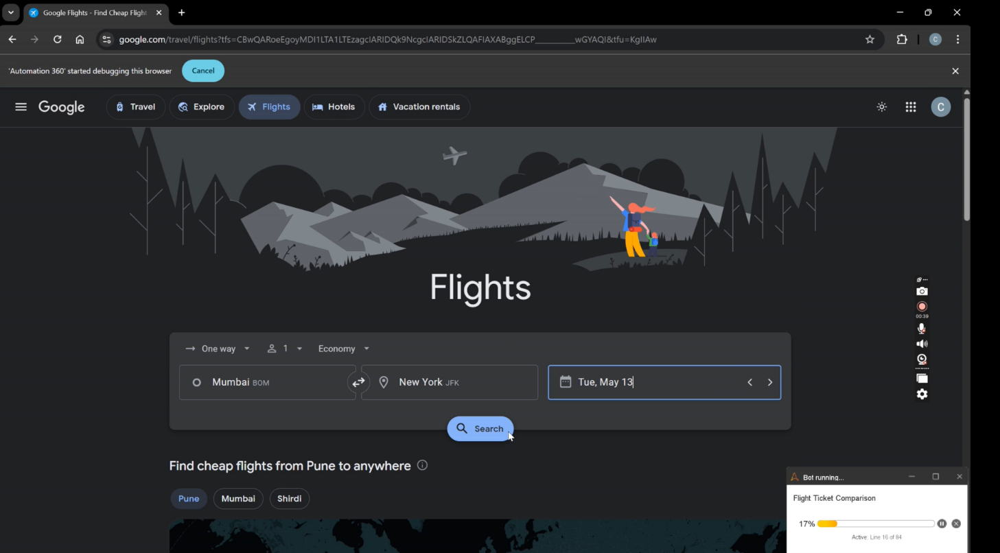 Google Flights - Find Cheap Flight
google.com/travel/flights?tfs=CBwQARoeEgoyMDI1LTA1LTEzagcIARIDQk9NcgcIARIDSkZLQAFIAXABggELCP___________wGYAQI&tfu=KgIIAw
C
'Automation 360' started debugging this browser
Cancel
Google
Travel
Explore
Flights
Hotels
Vacation rentals
C
Flights
00:39
One way
1
Economy
Mumbai BOM
New York JFK
Tue, May 13
Search
Find cheap flights from Pune to anywhere
Pune
Mumbai
Shirdi
Bot running...
Flight Ticket Comparison
17%
Active: Line 16 of 84